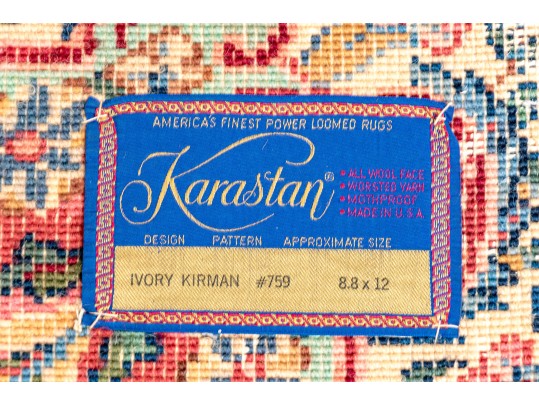 AMERICA'S FINEST POWER LOOMED RUGS
Karastan®
• ALL WOOL FACE
• WORSTED YARN
• MOTHPROOF
• MADE IN U.S.A.
DESIGN PATTERN APPROXIMATE SIZE
IVORY KIRMAN #759 8.8 x 12